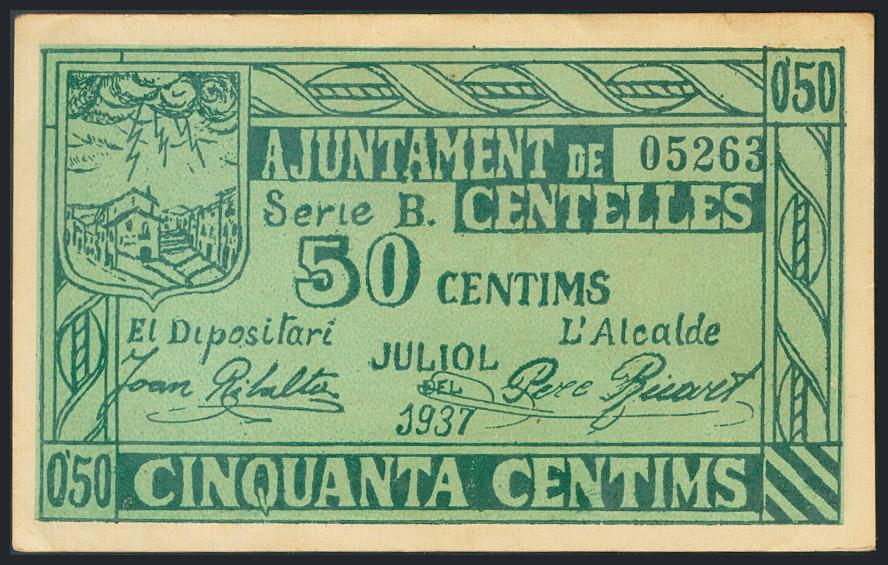 0'50
AJUNTAMENT DE 05263
Serie B. CENTELLES
50 CENTIMS
El Dipositari L'Alcalde
JULIOL
Joan Ribalta DEL Pere Ricart
1937
0'50 CINQUANTA CENTIMS